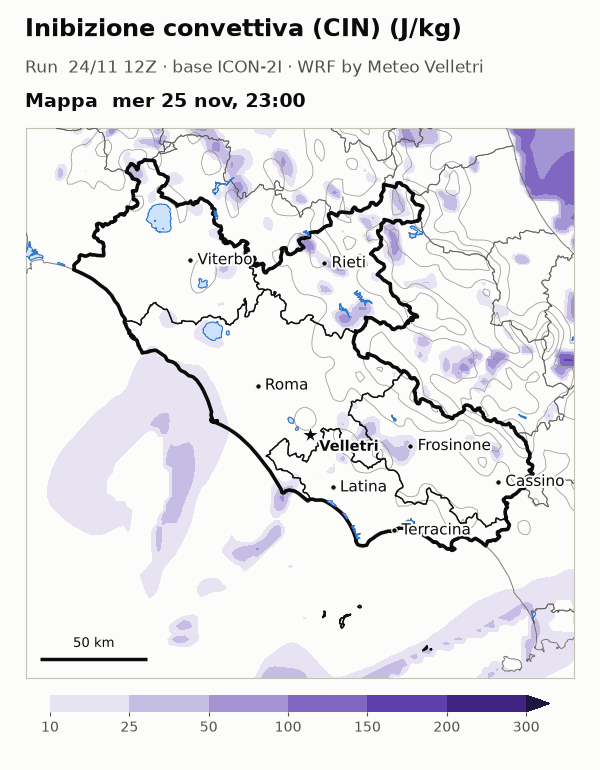 Inibizione convettiva (CIN) (J/kg)
Run  24/11 12Z · base ICON-2I · WRF by Meteo Velletri
Mappa  mer 25 nov, 23:00
Viterbo
Rieti
Roma
Velletri
Frosinone
Cassino
Latina
Terracina
50 km
10 25 50 100 150 200 300